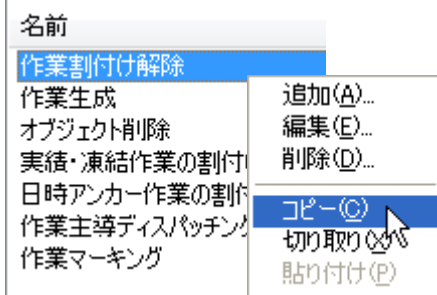 名前
作業割付け解除
作業生成
オブジェクト削除
実績・凍結作業の割付け
日時アンカー作業の割付
作業主導ディスパッチング
作業マーキング
追加(A)...
編集(E)...
削除(D)...
コピー(C)
切り取り(X)
貼り付け(P)